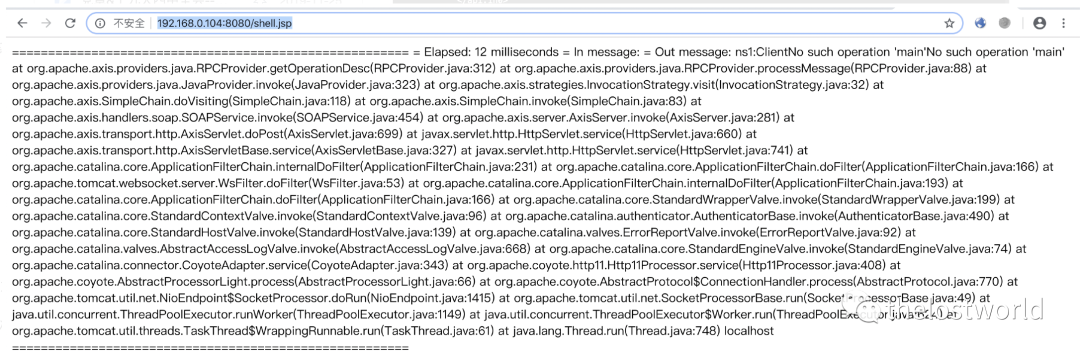 不安全 192.168.0.104:8080/shell.jsp
============================================ = Elapsed: 12 milliseconds = In message: = Out message: ns1:ClientNo such operation 'main'No such operation 'main'
at org.apache.axis.providers.java.RPCProvider.getOperationDesc(RPCProvider.java:312) at org.apache.axis.providers.java.RPCProvider.processMessage(RPCProvider.java:88) at
org.apache.axis.providers.java.JavaProvider.invoke(JavaProvider.java:323) at org.apache.axis.strategies.InvocationStrategy.visit(InvocationStrategy.java:32) at
org.apache.axis.SimpleChain.doVisiting(SimpleChain.java:118) at org.apache.axis.SimpleChain.invoke(SimpleChain.java:83) at
org.apache.axis.handlers.soap.SOAPService.invoke(SOAPService.java:454) at org.apache.axis.server.AxisServer.invoke(AxisServer.java:281) at
org.apache.axis.transport.http.AxisServlet.doPost(AxisServlet.java:699) at javax.servlet.http.HttpServlet.service(HttpServlet.java:660) at
org.apache.axis.transport.http.AxisServletBase.service(AxisServletBase.java:327) at javax.servlet.http.HttpServlet.service(HttpServlet.java:741) at
org.apache.catalina.core.ApplicationFilterChain.internalDoFilter(ApplicationFilterChain.java:231) at org.apache.catalina.core.ApplicationFilterChain.doFilter(ApplicationFilterChain.java:166) at
org.apache.tomcat.websocket.server.WsFilter.doFilter(WsFilter.java:53) at org.apache.catalina.core.ApplicationFilterChain.internalDoFilter(ApplicationFilterChain.java:193) at
org.apache.catalina.core.ApplicationFilterChain.doFilter(ApplicationFilterChain.java:166) at org.apache.catalina.core.StandardWrapperValve.invoke(StandardWrapperValve.java:199) at
org.apache.catalina.core.StandardContextValve.invoke(StandardContextValve.java:96) at org.apache.catalina.authenticator.AuthenticatorBase.invoke(AuthenticatorBase.java:490) at
org.apache.catalina.core.StandardHostValve.invoke(StandardHostValve.java:139) at org.apache.catalina.valves.ErrorReportValve.invoke(ErrorReportValve.java:92) at
org.apache.catalina.valves.AbstractAccessLogValve.invoke(AbstractAccessLogValve.java:668) at org.apache.catalina.core.StandardEngineValve.invoke(StandardEngineValve.java:74) at
org.apache.catalina.connector.CoyoteAdapter.service(CoyoteAdapter.java:343) at org.apache.coyote.http11.Http11Processor.service(Http11Processor.java:408) at
org.apache.coyote.AbstractProcessorLight.process(AbstractProcessorLight.java:66) at org.apache.coyote.AbstractProtocol$ConnectionHandler.process(AbstractProtocol.java:770) at
org.apache.tomcat.util.net.NioEndpoint$SocketProcessor.doRun(NioEndpoint.java:1415) at org.apache.tomcat.util.net.SocketProcessorBase.run(SocketProcessorBase.java:49) at
java.util.concurrent.ThreadPoolExecutor.runWorker(ThreadPoolExecutor.java:1149) at java.util.concurrent.ThreadPoolExecutor$Worker.run(ThreadPoolExecutor.java:624) at
org.apache.tomcat.util.threads.TaskThread$WrappingRunnable.run(TaskThread.java:61) at java.lang.Thread.run(Thread.java:748) localhost
============================================
thelostworld